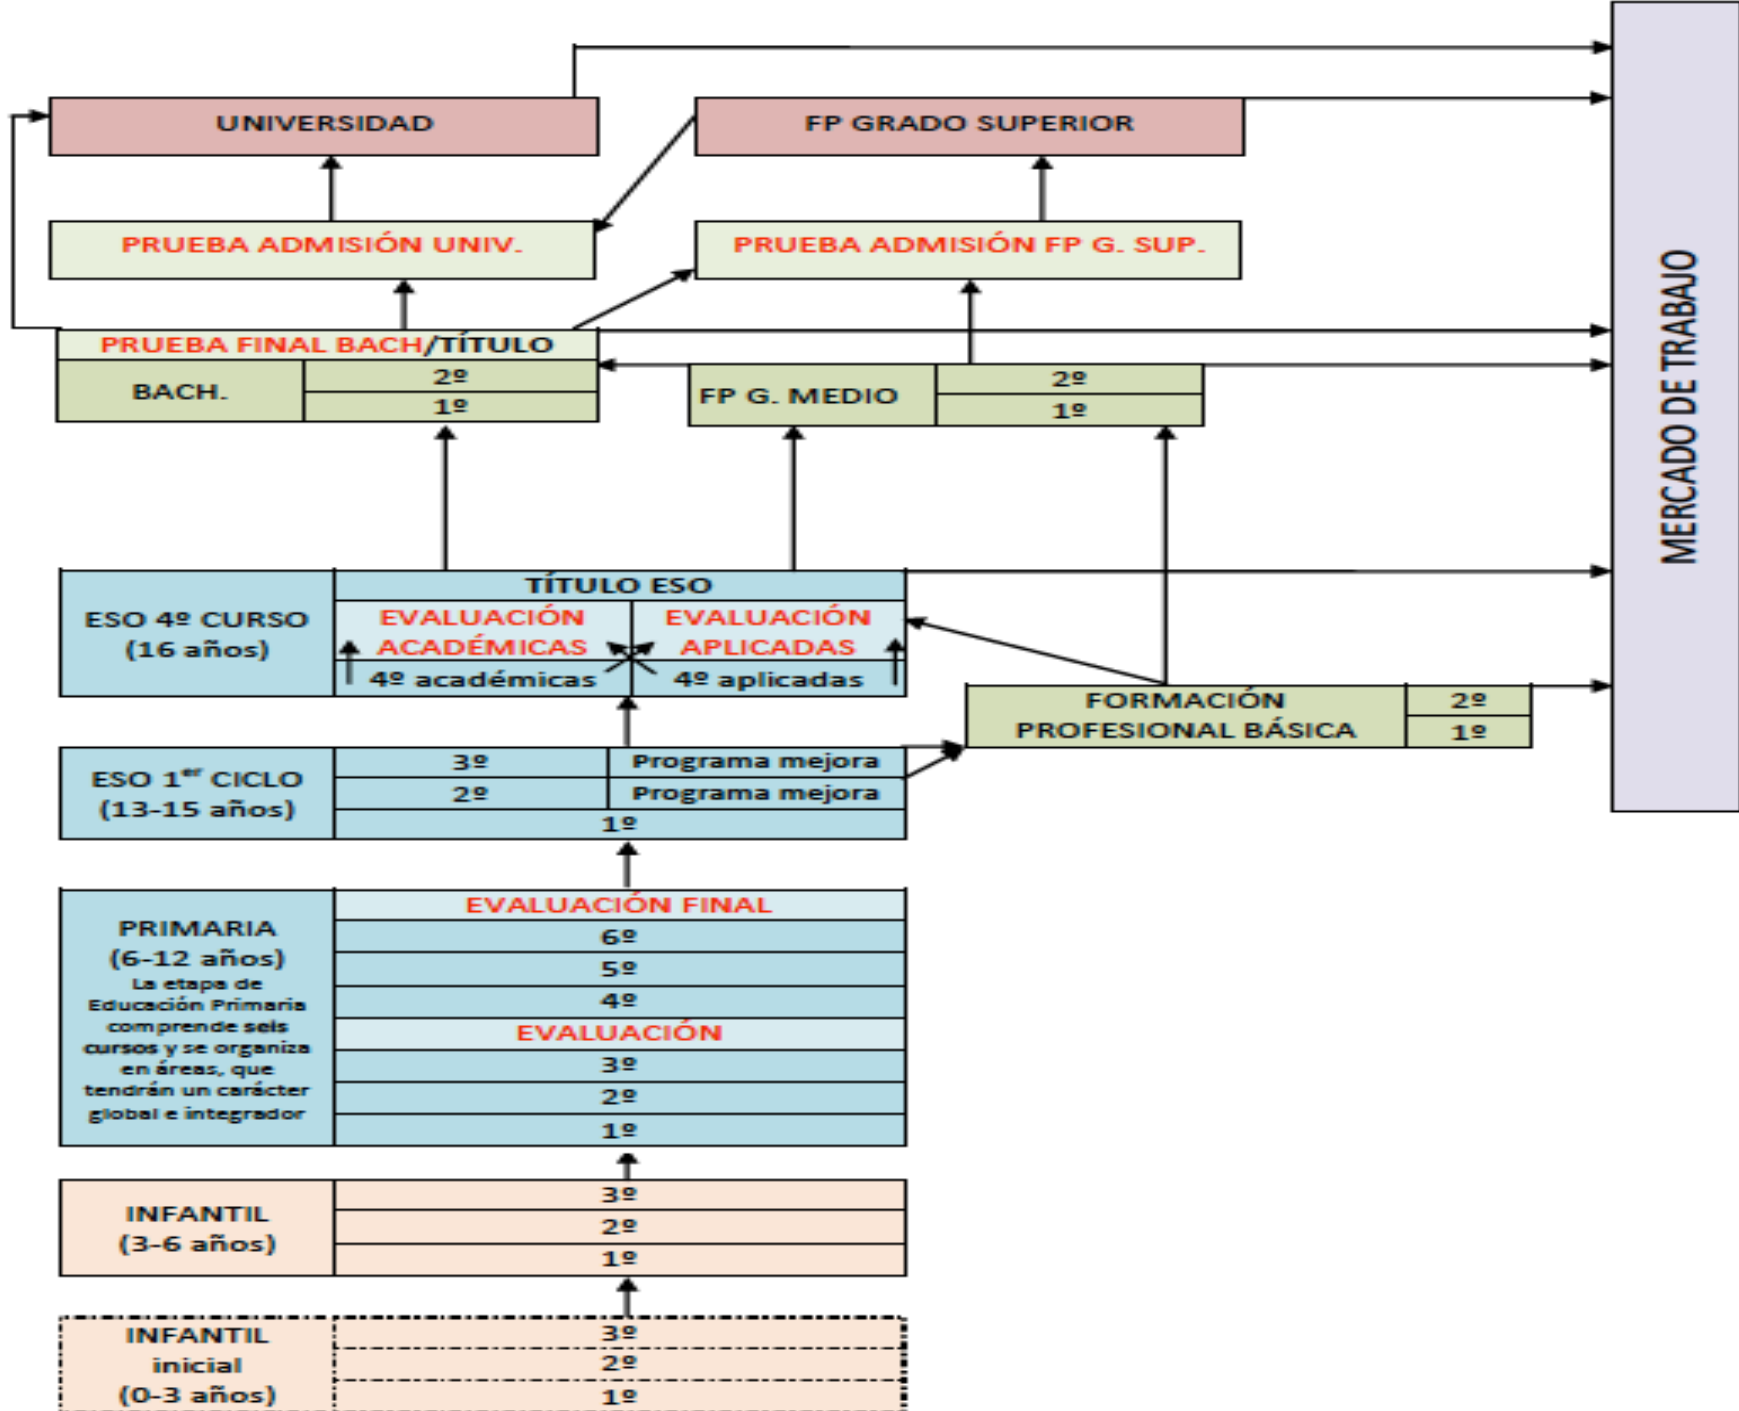 UNIVERSIDAD
FP GRADO SUPERIOR
PRUEBA ADMISIÓN UNIV.
PRUEBA ADMISIÓN FP G. SUP.
MERCADO DE TRABAJO
PRUEBA FINAL BACH/TÍTULO
BACH.
2º
1º
FP G. MEDIO
2º
1º
ESO 4º CURSO
(16 años)
TÍTULO ESO
EVALUACIÓN
ACADÉMICAS
EVALUACIÓN
APLICADAS
4º académicas
4º aplicadas
FORMACIÓN
PROFESIONAL BÁSICA
2º
1º
ESO 1er CICLO
(13-15 años)
3º
Programa mejora
2º
Programa mejora
1º
PRIMARIA
(6-12 años)
La etapa de
Educación Primaria
comprende seis
cursos y se organiza
en áreas, que
tendrán un carácter
global e integrador
EVALUACIÓN FINAL
6º
5º
4º
EVALUACIÓN
3º
2º
1º
INFANTIL
(3-6 años)
3º
2º
1º
INFANTIL
inicial
(0-3 años)
3º
2º
1º